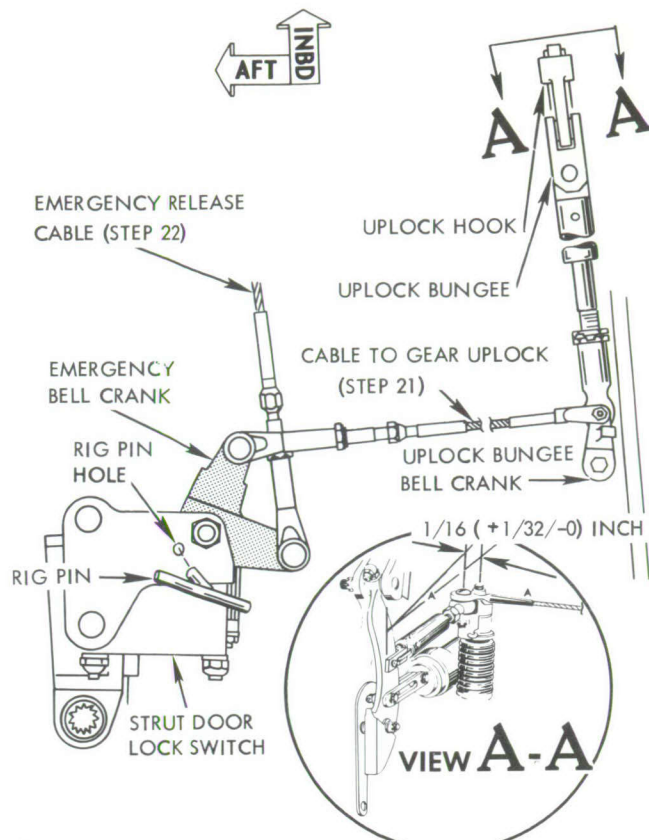 INBD
AFT
A A
EMERGENCY RELEASE
CABLE (STEP 22)
UPLOCK HOOK
UPLOCK BUNGEE
EMERGENCY
BELL CRANK
CABLE TO GEAR UPLOCK
(STEP 21)
RIG PIN
HOLE
UPLOCK BUNGEE
BELL CRANK
1/16 ( +1/32/-0) INCH
RIG PIN
A A
STRUT DOOR
LOCK SWITCH
VIEW A-A